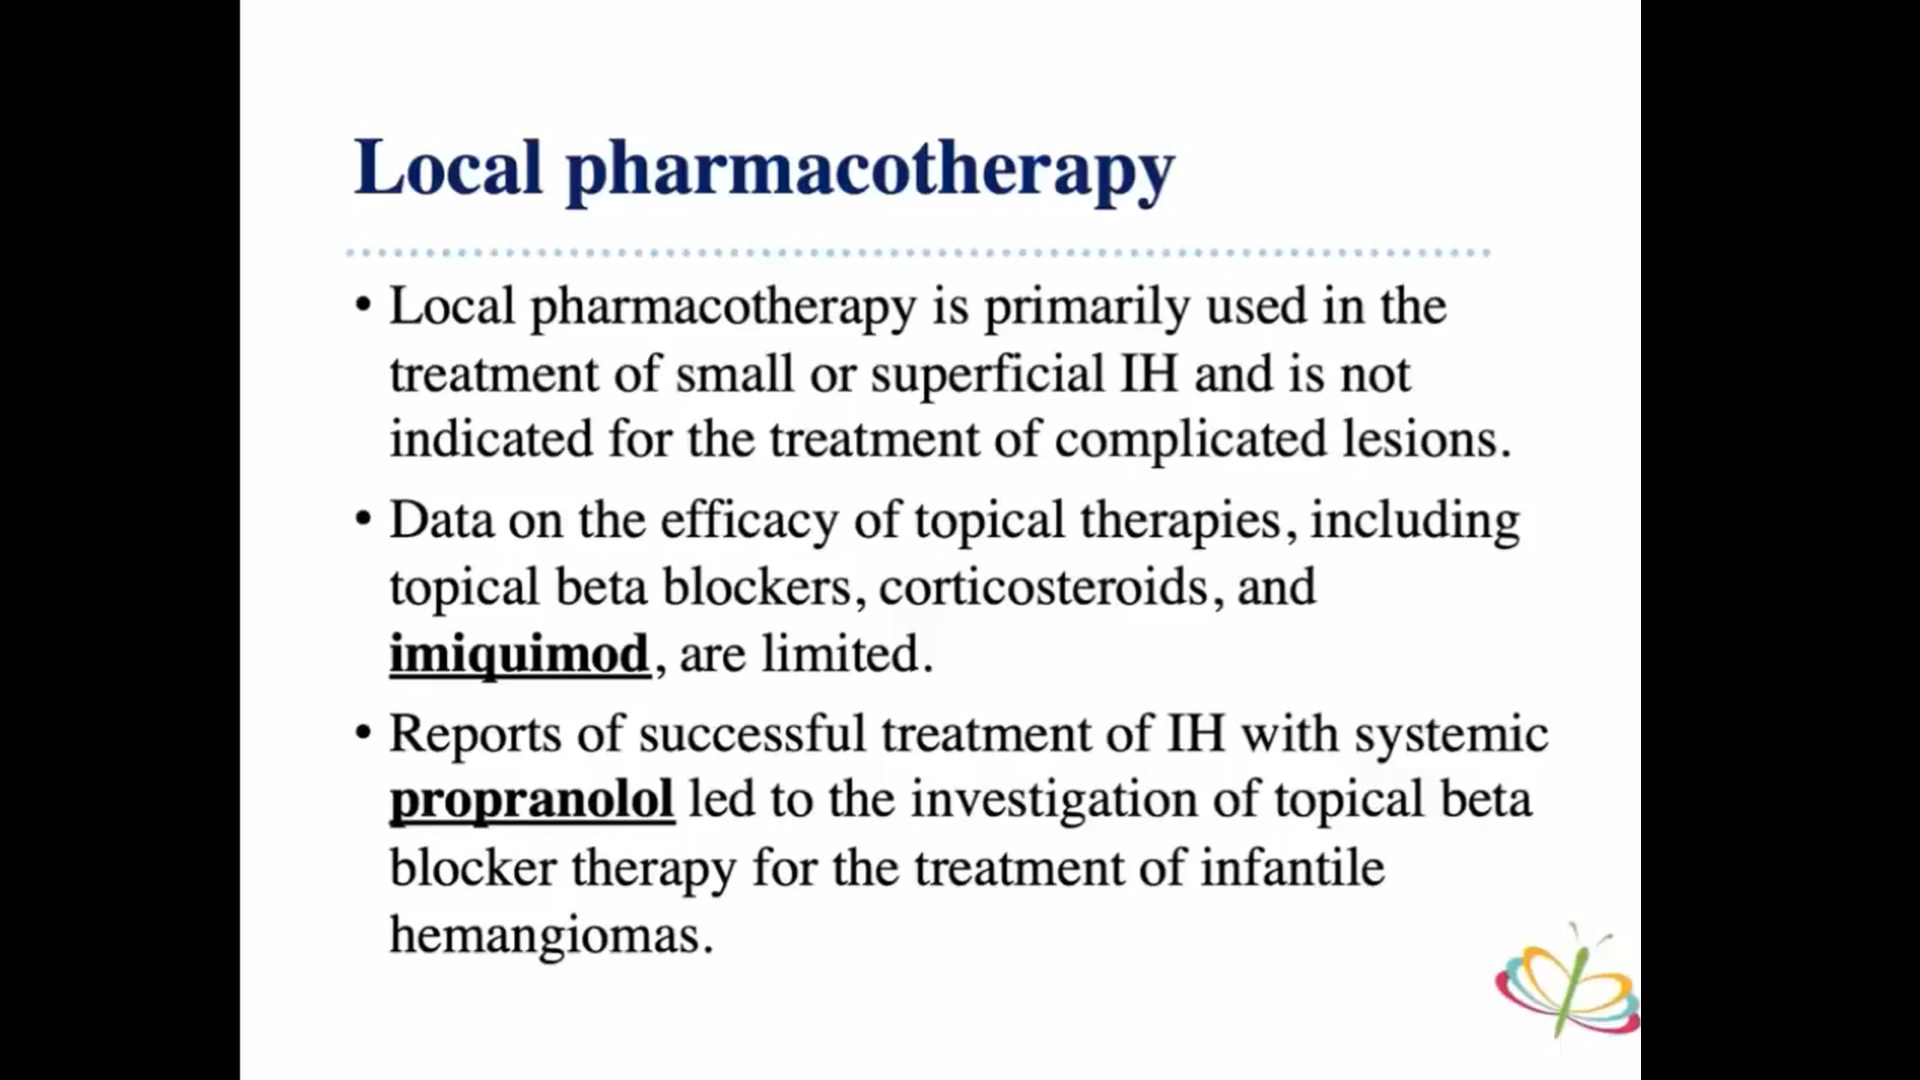 Local pharmacotherapy
• Local pharmacotherapy is primarily used in the
treatment of small or superficial IH and is not
indicated for the treatment of complicated lesions.
• Data on the efficacy of topical therapies, including
topical beta blockers, corticosteroids, and
imiquimod, are limited.
• Reports of successful treatment of IH with systemic
propranolol led to the investigation of topical beta
blocker therapy for the treatment of infantile
hemangiomas.